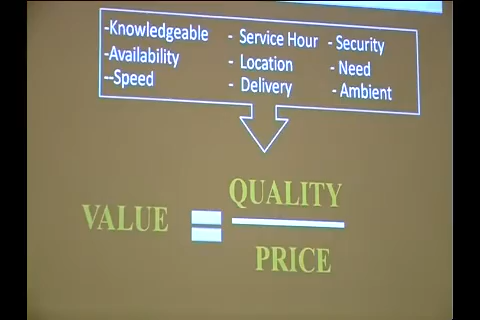 -Knowledgeable - Service Hour - Security
-Availability - Location - Need
--Speed - Delivery - Ambient
VALUE = QUALITY
PRICE